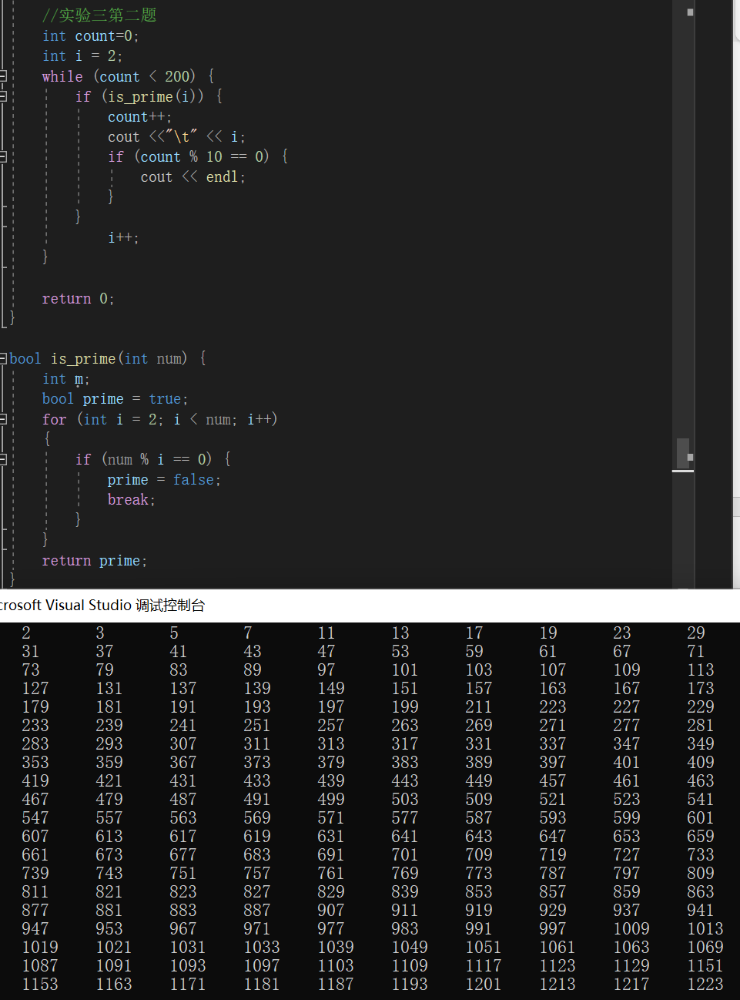 //实验三第二题
int count=0;
int i = 2;
while (count < 200) {
if (is_prime(i)) {
count++;
cout <<"\t" << i;
if (count % 10 == 0) {
cout << endl;
}
}
i++;
}
return 0;
}
bool is_prime(int num) {
int m;
bool prime = true;
for (int i = 2; i < num; i++)
{
if (num % i == 0) {
prime = false;
break;
}
}
return prime;
}
crosoft Visual Studio 调试控制台
2 3 5 7 11 13 17 19 23 29
31 37 41 43 47 53 59 61 67 71
73 79 83 89 97 101 103 107 109 113
127 131 137 139 149 151 157 163 167 173
179 181 191 193 197 199 211 223 227 229
233 239 241 251 257 263 269 271 277 281
283 293 307 311 313 317 331 337 347 349
353 359 367 373 379 383 389 397 401 409
419 421 431 433 439 443 449 457 461 463
467 479 487 491 499 503 509 521 523 541
547 557 563 569 571 577 587 593 599 601
607 613 617 619 631 641 643 647 653 659
661 673 677 683 691 701 709 719 727 733
739 743 751 757 761 769 773 787 797 809
811 821 823 827 829 839 853 857 859 863
877 881 883 887 907 911 919 929 937 941
947 953 967 971 977 983 991 997 1009 1013
1019 1021 1031 1033 1039 1049 1051 1061 1063 1069
1087 1091 1093 1097 1103 1109 1117 1123 1129 1151
1153 1163 1171 1181 1187 1193 1201 1213 1217 1223